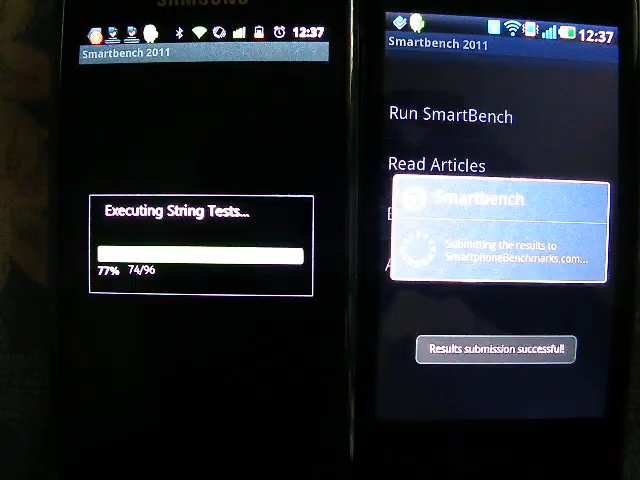 SAMSUNG
12:37
Smartbench 2011
Executing String Tests...
77% 74/96
12:37
Smartbench 2011
Run SmartBench
Read Articles
Smartbench
Submitting the results to
SmartphoneBenchmarks.com...
Results submission successful!